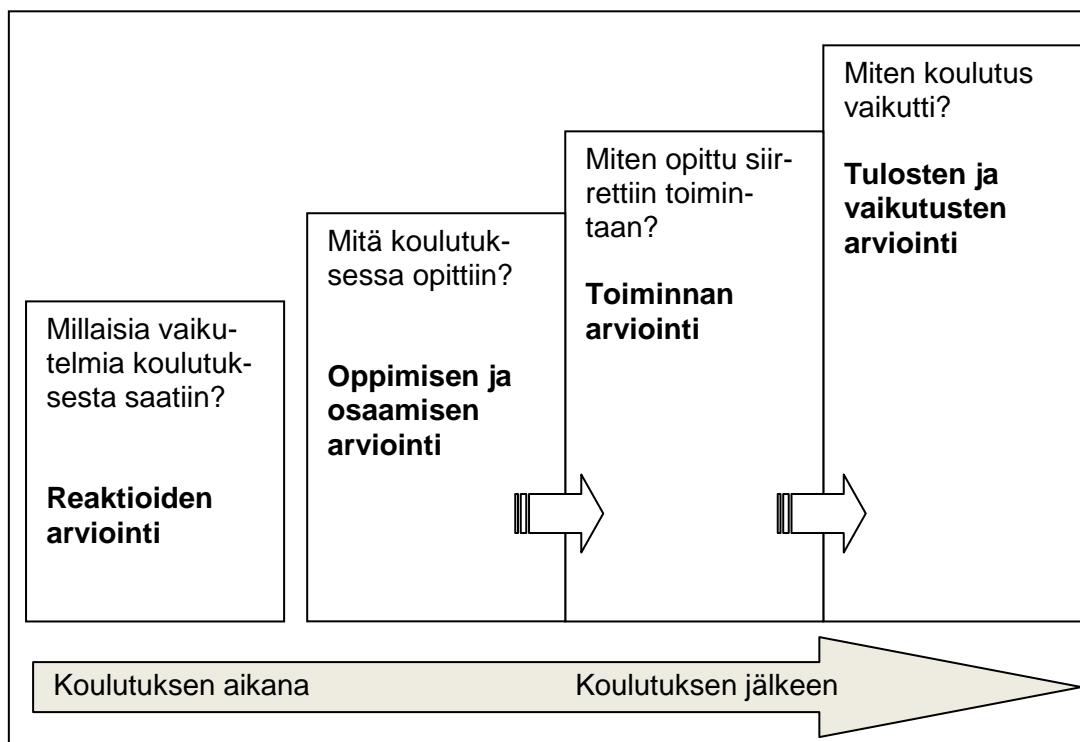 Millaisia vaiku-
telmia koulutuk-
sesta saatiin?
Reaktioiden
arviointi
Mitä koulutuk-
sessa opittiin?
Oppimisen ja
osaamisen
arviointi
Miten opittu siir-
rettiin toimin-
taan?
Toiminnan
arviointi
Miten koulutus
vaikutti?
Tulosten ja
vaikutusten
arviointi
Koulutuksen aikana
Koulutuksen jälkeen